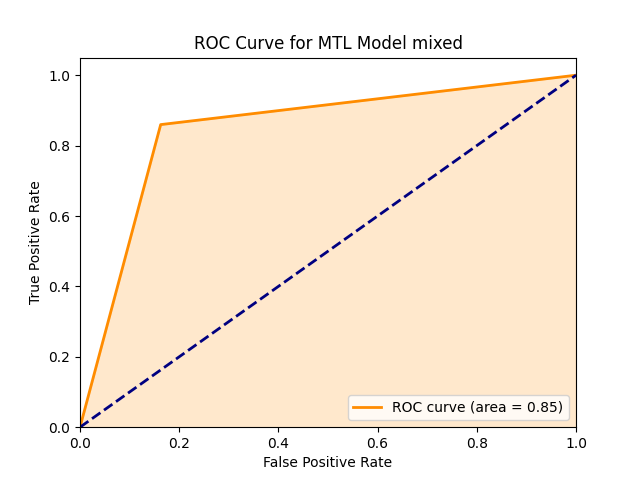 ROC Curve for MTL Model mixed
True Positive Rate
1.0
0.8
0.6
0.4
0.2
0.0
ROC curve (area = 0.85)
0.0 0.2 0.4 0.6 0.8 1.0
False Positive Rate